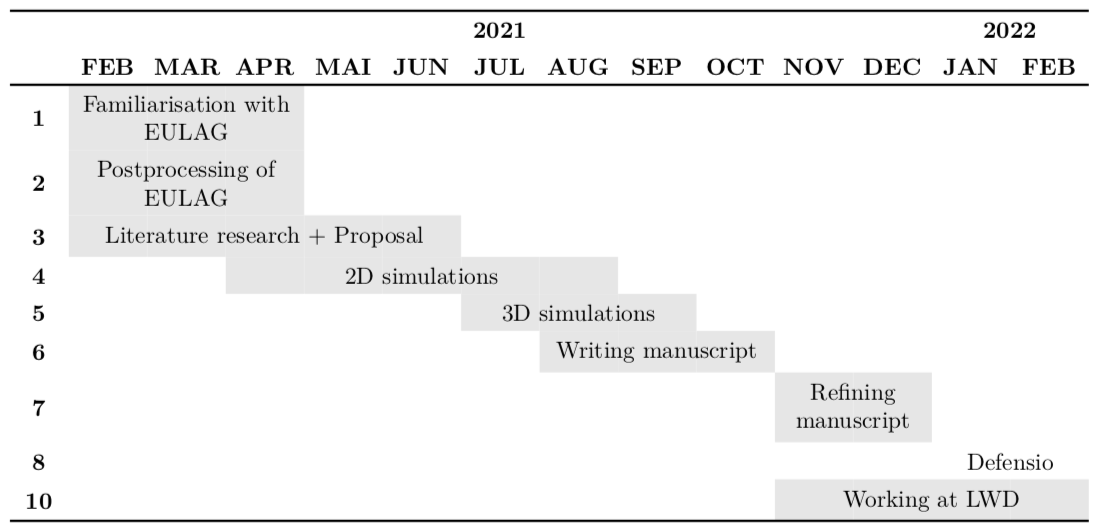 2021 2022
FEB MAR APR MAI JUN JUL AUG SEP OCT NOV DEC JAN FEB
1 Familiarisation with
EULAG
2 Postprocessing of
EULAG
3 Literature research + Proposal
4 2D simulations
5 3D simulations
6 Writing manuscript
7 Refining
manuscript
8 Defensio
10 Working at LWD